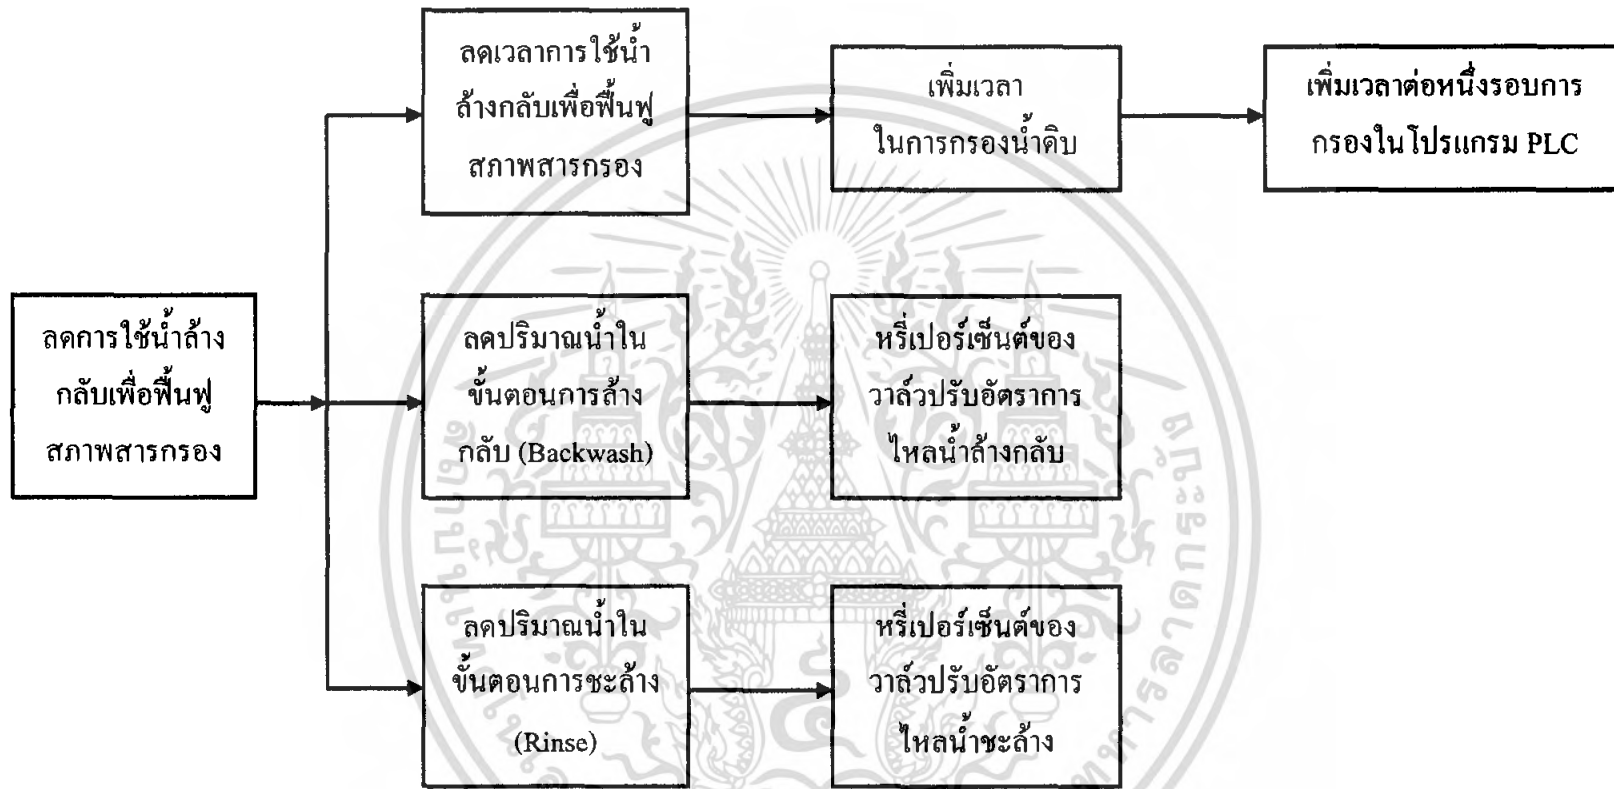 ลดเวลาการใช้น้ำ
ล้างกลับเพื่อฟื้นฟู
สภาพสารกรอง
เพิ่มเวลา
ในการกรองน้ำดิบ
เพิ่มเวลาต่อหนึ่งรอบการ
กรองในโปรแกรม PLC
ลดการใช้น้ำล้าง
กลับเพื่อฟื้นฟู
สภาพสารกรอง
ลดปริมาณน้ำใน
ขั้นตอนการล้าง
กลับ (Backwash)
หรี่เปอร์เซ็นต์ของ
วาล์วปรับอัตราการ
ไหลน้ำล้างกลับ
ลดปริมาณน้ำใน
ขั้นตอนการชะล้าง
(Rinse)
หรี่เปอร์เซ็นต์ของ
วาล์วปรับอัตราการ
ไหลน้ำชะล้าง